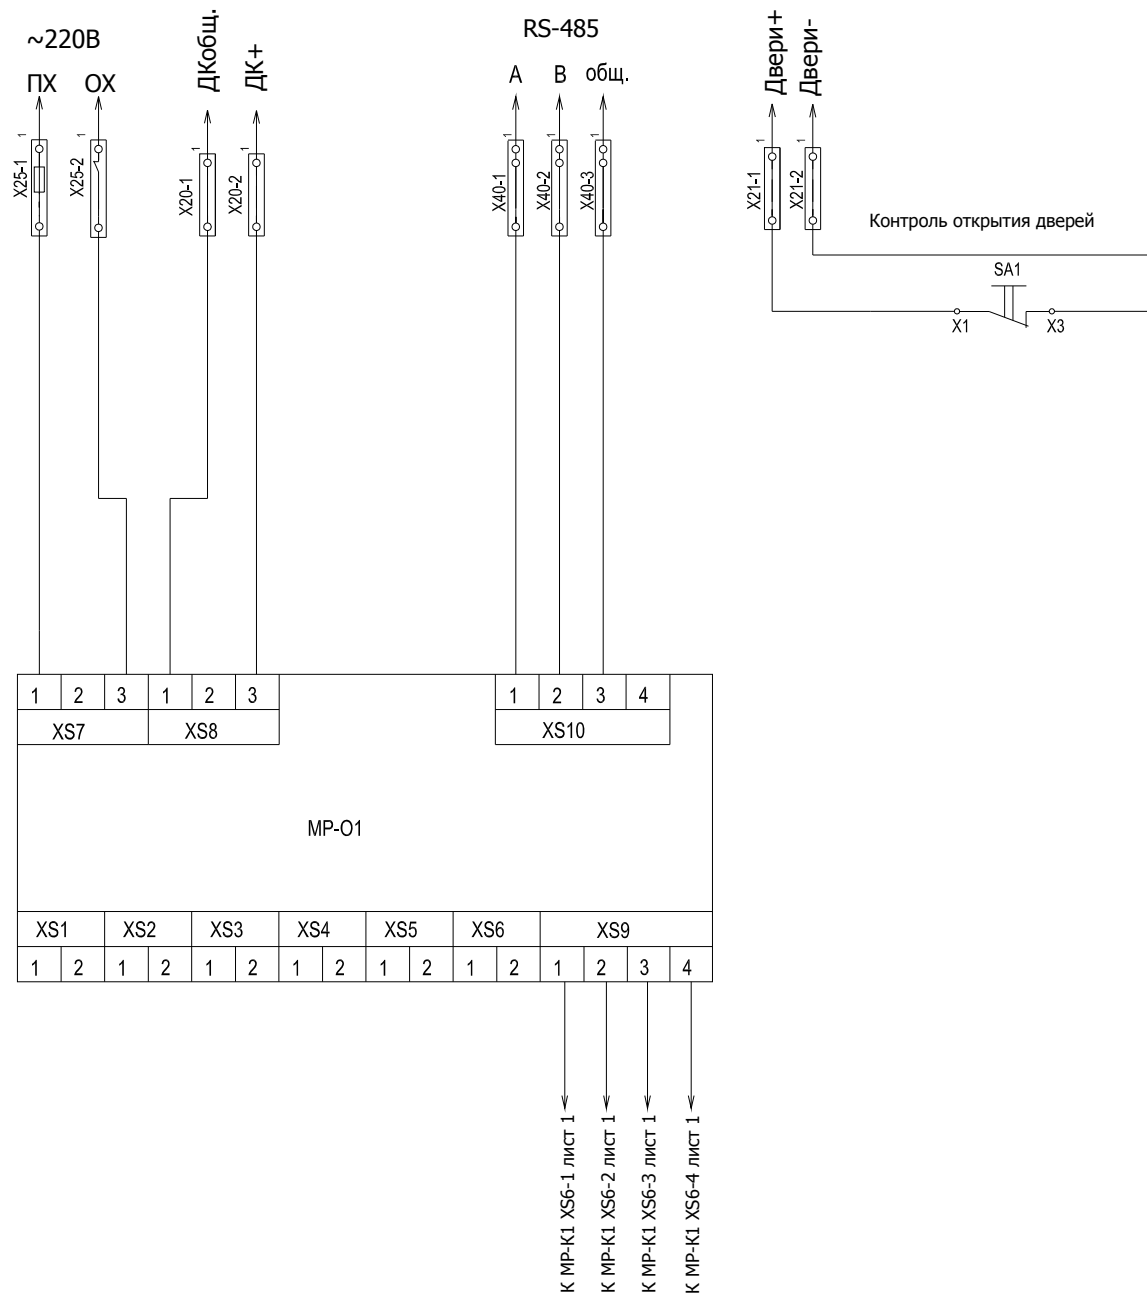 ~220В
ПХ ОХ
ДКобщ.
ДК+
RS-485
А В общ.
Двери+
Двери-
1 1 1 1 1 1 1 1 1
X25-1
X25-2
X20-1
X20-2
X40-1
X40-2
X40-3
X21-1
X21-2
Контроль открытия дверей
SA1
X1 X3
1 2 3 1 2 3 1 2 3 4
XS7 XS8 XS10
МР-О1
XS1 XS2 XS3 XS4 XS5 XS6 XS9
1 2 1 2 1 2 1 2 1 2 1 2 1 2 3 4
К МР-К1 XS6-1 лист 1
К МР-К1 XS6-2 лист 1
К МР-К1 XS6-3 лист 1
К МР-К1 XS6-4 лист 1